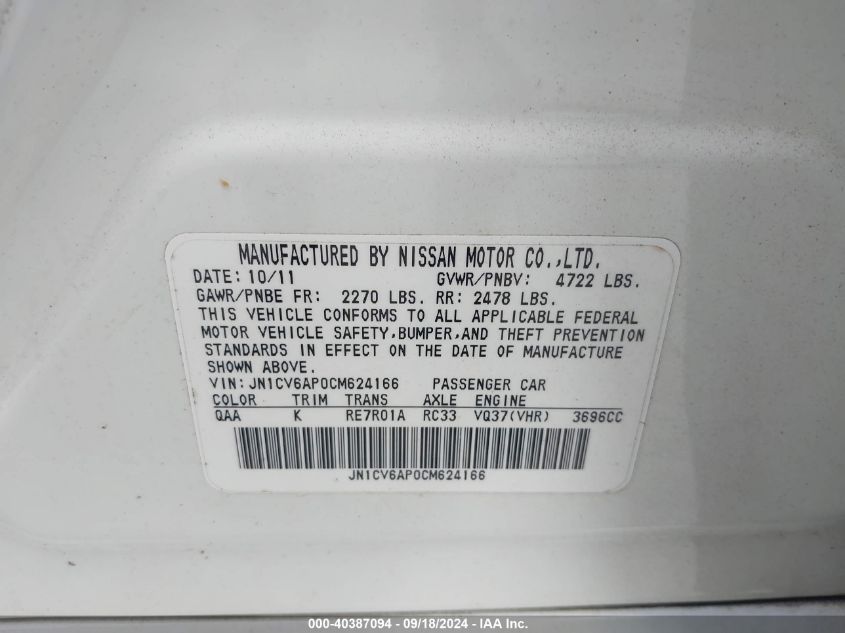 MANUFACTURED BY NISSAN MOTOR CO.,LTD.
DATE: 10/11 GVWR/PNBV: 4722 LBS.
GAWR/PNBE FR: 2270 LBS. RR: 2478 LBS.
THIS VEHICLE CONFORMS TO ALL APPLICABLE FEDERAL
MOTOR VEHICLE SAFETY,BUMPER,AND THEFT PREVENTION
STANDARDS IN EFFECT ON THE DATE OF MANUFACTURE
SHOWN ABOVE.
VIN: JN1CV6AP0CM624166 PASSENGER CAR
COLOR TRIM TRANS AXLE ENGINE
QAA K RE7R01A RC33 VQ37(VHR) 3696CC
JN1CV6AP0CM624166
000-40387094 - 09/18/2024 - IAA Inc.